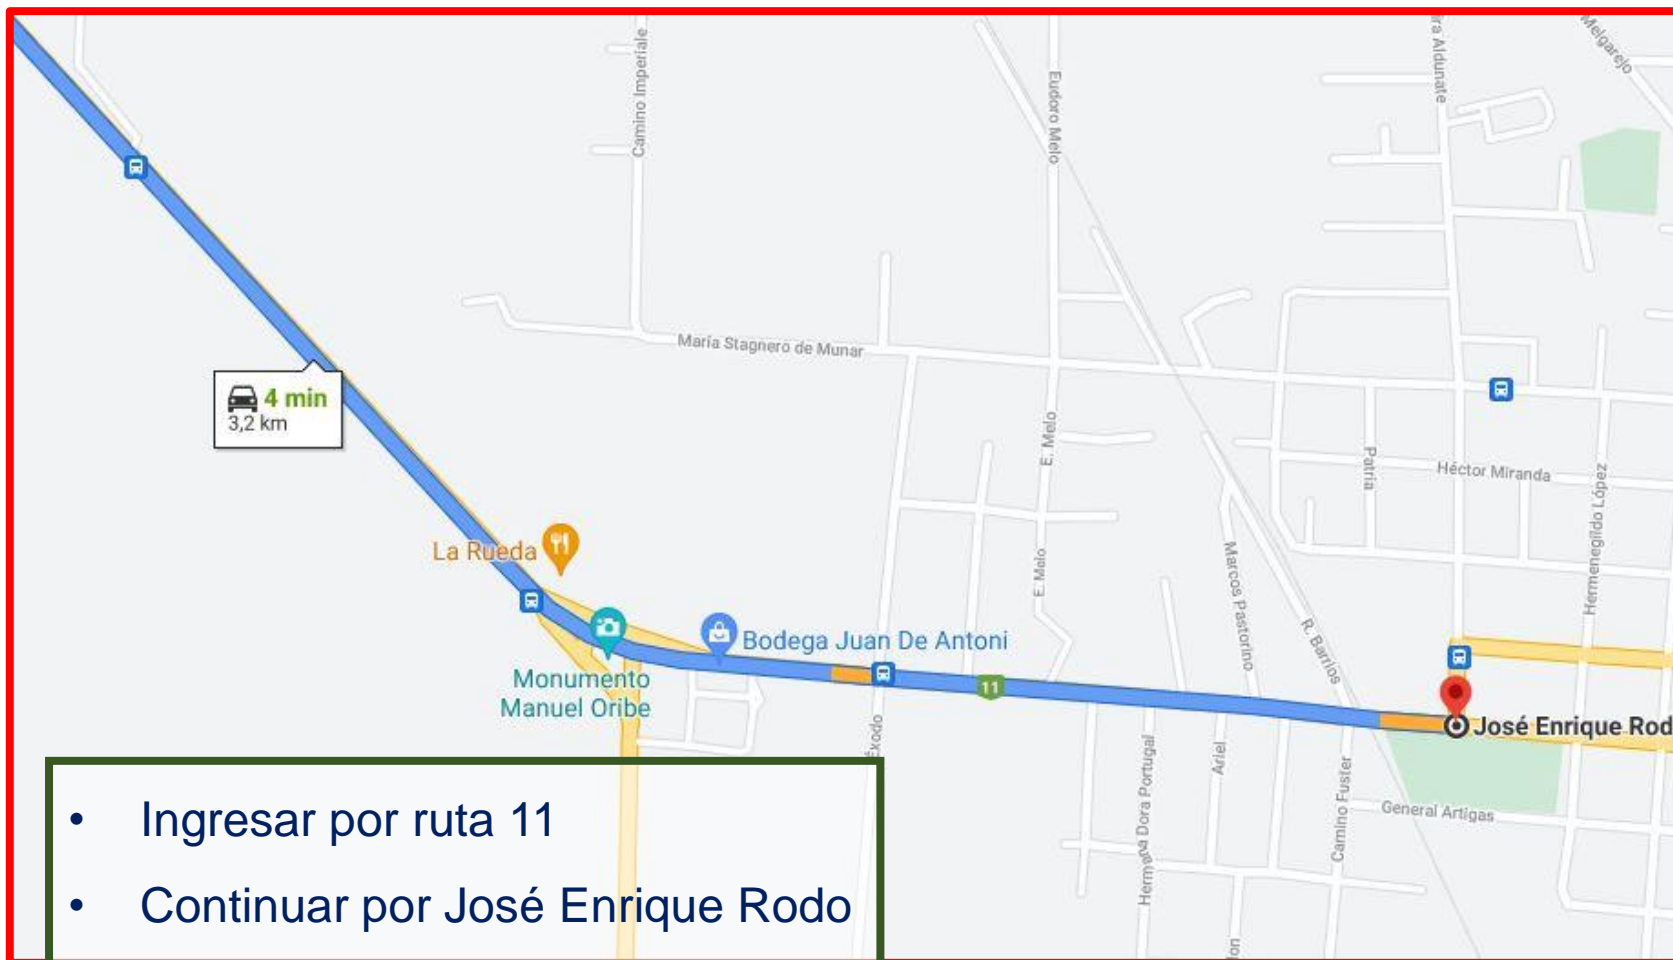 Camino Imperiale
Eudoro Melo
ira Aldunate
Melgarejo
María Stagnero de Munar
4 min
3,2 km
E. Melo
Patria
Héctor Miranda
Hermenegildo López
La Rueda
E. Melo
Marcos Pastorino
R. Barrios
Bodega Juan De Antoni
Monumento
Manuel Oribe
11
José Enrique Rod
Éxodo
Hermana Dora Portugal
Ariel
Camino Fuster
General Artigas
lon
• Ingresar por ruta 11
• Continuar por José Enrique Rodo